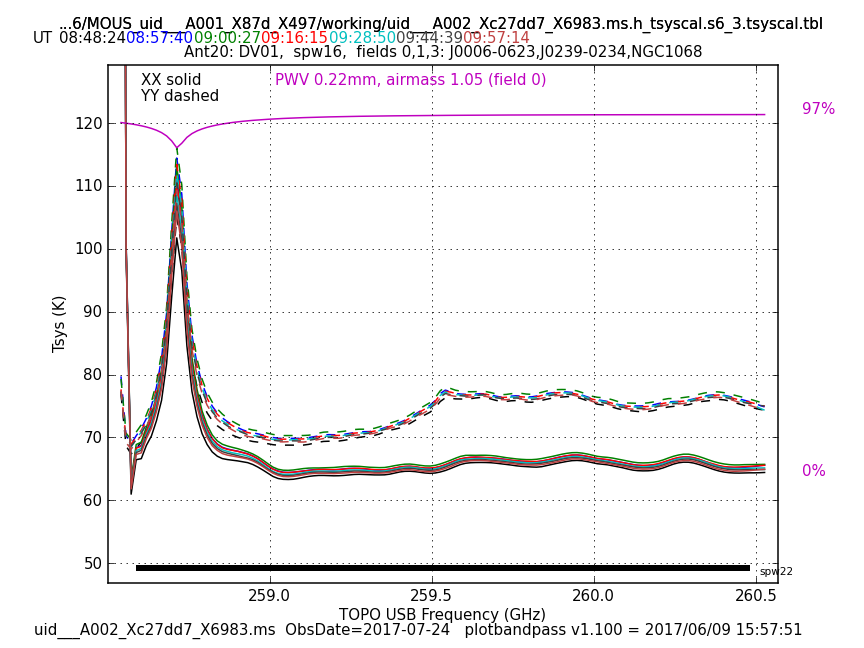 ...6/MOUS_uid___A001_X87d_X497/working/uid___A002_Xc27dd7_X6983.ms.h_tsyscal.s6_3.tsyscal.tbl
UT 08:48:24 08:57:40 09:00:27 09:16:15 09:28:50 09:44:39 09:57:14
Ant20: DV01, spw16, fields 0,1,3: J0006-0623,J0239-0234,NGC1068
XX solid
YY dashed
PWV 0.22mm, airmass 1.05 (field 0)
97%
0%
120
110
100
90
80
70
60
50
Tsys (K)
spw22
259.0 259.5 260.0 260.5
TOPO USB Frequency (GHz)
uid___A002_Xc27dd7_X6983.ms ObsDate=2017-07-24 plotbandpass v1.100 = 2017/06/09 15:57:51